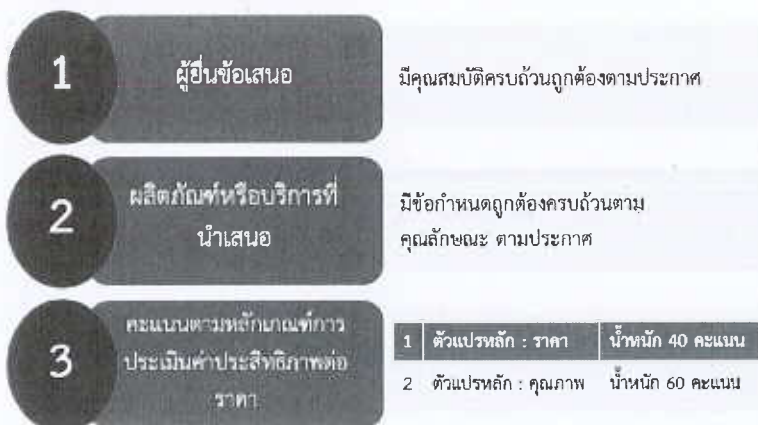 1
ผู้ยื่นข้อเสนอ
มีคุณสมบัติครบถ้วนถูกต้องตามประกาศ
2
ผลิตภัณฑ์หรือบริการที่
นำเสนอ
มีข้อกำหนดถูกต้องครบถ้วนตาม
คุณลักษณะ ตามประกาศ
3
คะแนนตามหลักเกณฑ์การ
ประเมินค่าประสิทธิภาพต่อ
ราคา
1 ตัวแปรหลัก : ราคา น้ำหนัก 40 คะแนน
2 ตัวแปรหลัก : คุณภาพ น้ำหนัก 60 คะแนน